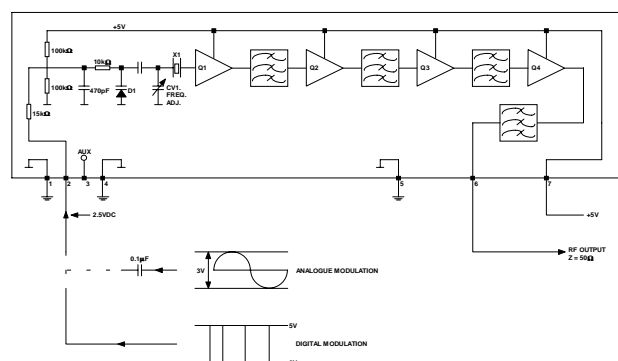 +5V
100kΩ
10kΩ
X1
Q1
Q2
Q3
Q4
100kΩ
470pF
D1
CV1.
FREQ.
ADJ.
15kΩ
AUX
1
2
3
4
5
6
7
2.5VDC
+5V
0.1µF
3V
ANALOGUE MODULATION
RF OUTPUT
Z = 50Ω
5V
DIGITAL MODULATION